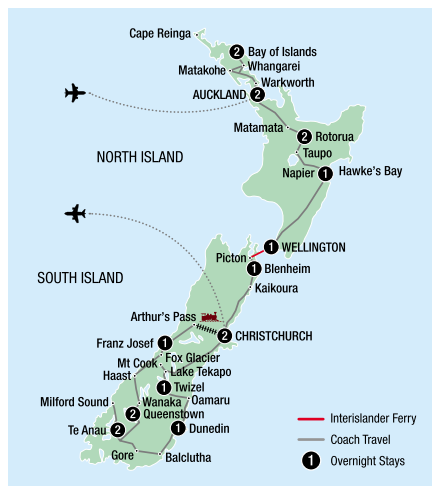 Cape Reinga
2
Bay of Islands
Whangarei
Matakohe
Warkworth
AUCKLAND 2
Matamata
2 Rotorua
Taupo
NORTH ISLAND
Napier 1 Hawke's Bay
1 WELLINGTON
Picton
1 Blenheim
SOUTH ISLAND
Kaikoura
Arthur's Pass
2 CHRISTCHURCH
Franz Josef 1
Fox Glacier
Mt Cook
Lake Tekapo
Haast
1 Twizel
Milford Sound
Wanaka
Oamaru
2 Queenstown
Te Anau 2
1 Dunedin
Gore
Balclutha
Interislander Ferry
Coach Travel
1 Overnight Stays